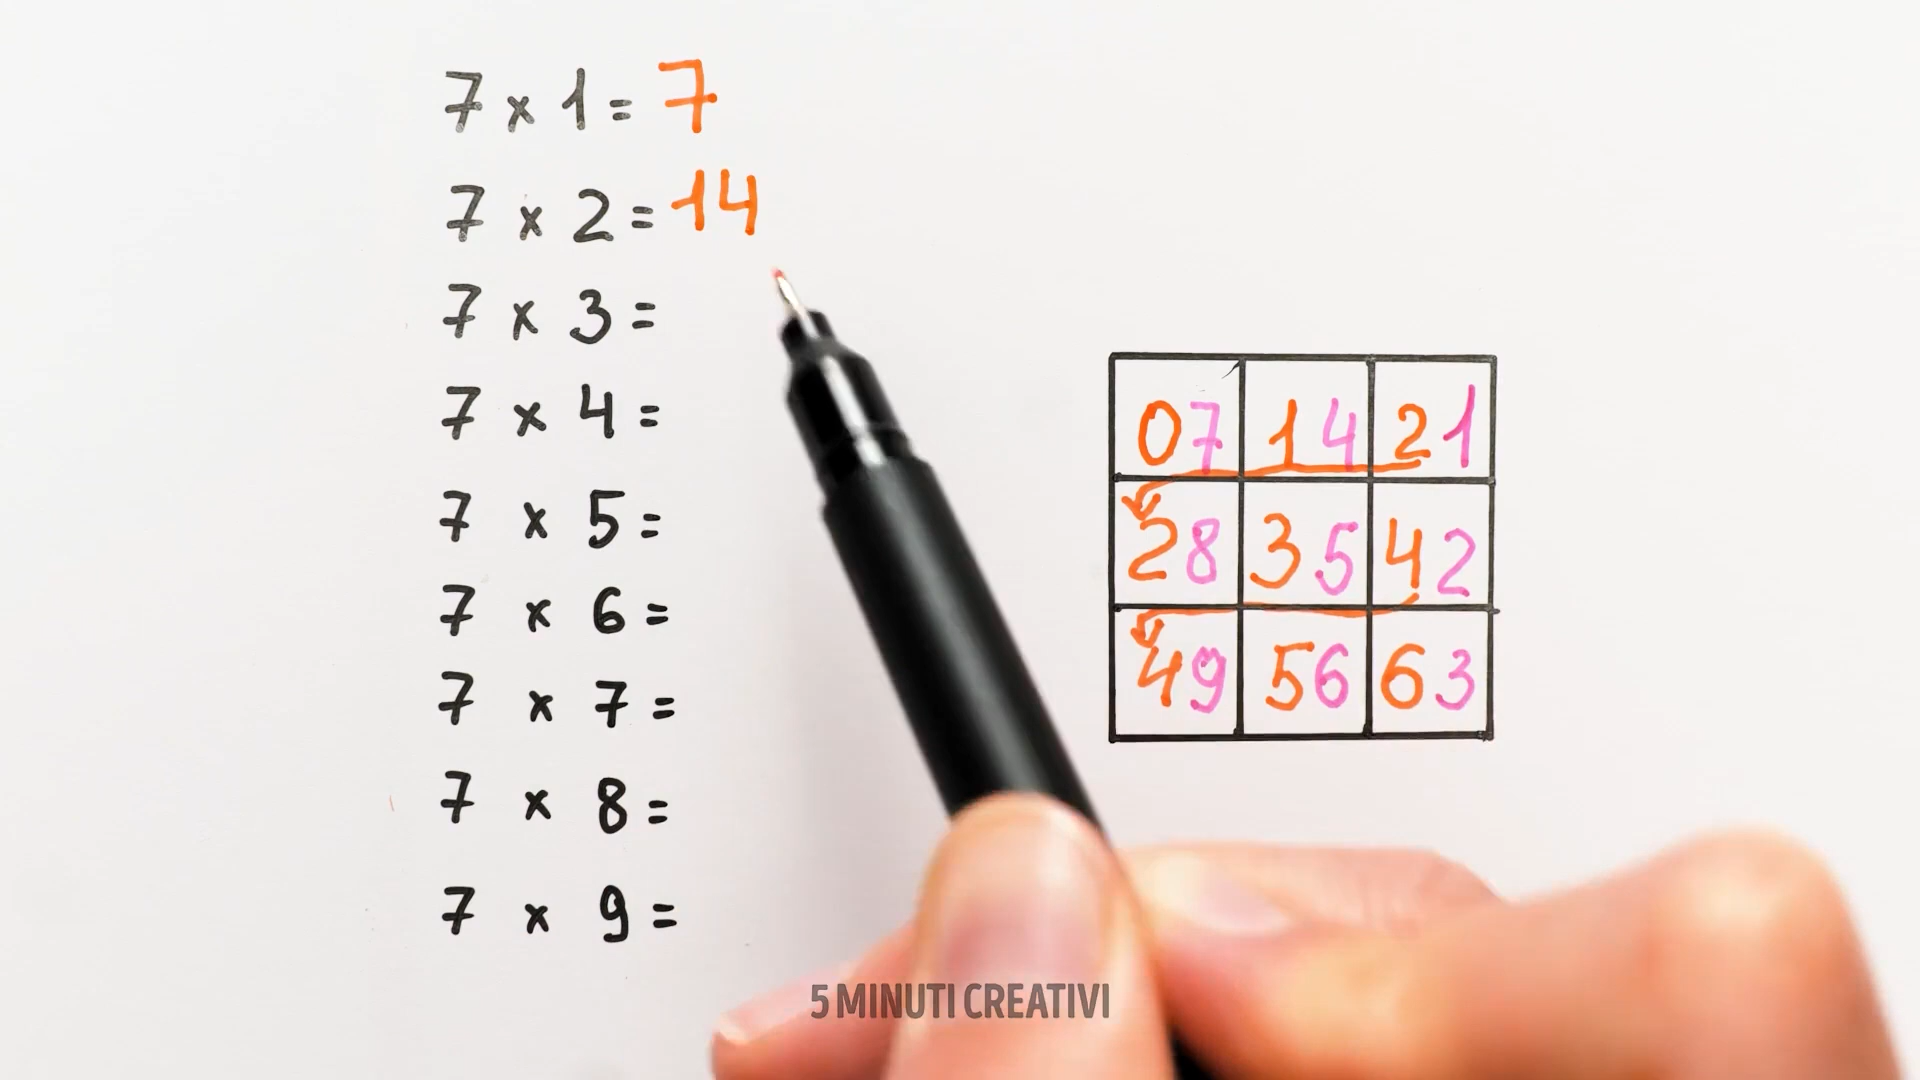 7 x 1 = 7
7 x 2 = 14
7 x 3 =
7 x 4 =
7 x 5 =
7 x 6 =
7 x 7 =
7 x 8 =
7 x 9 =
07 14 21
28 35 42
49 56 63
5 MINUTI CREATIVI